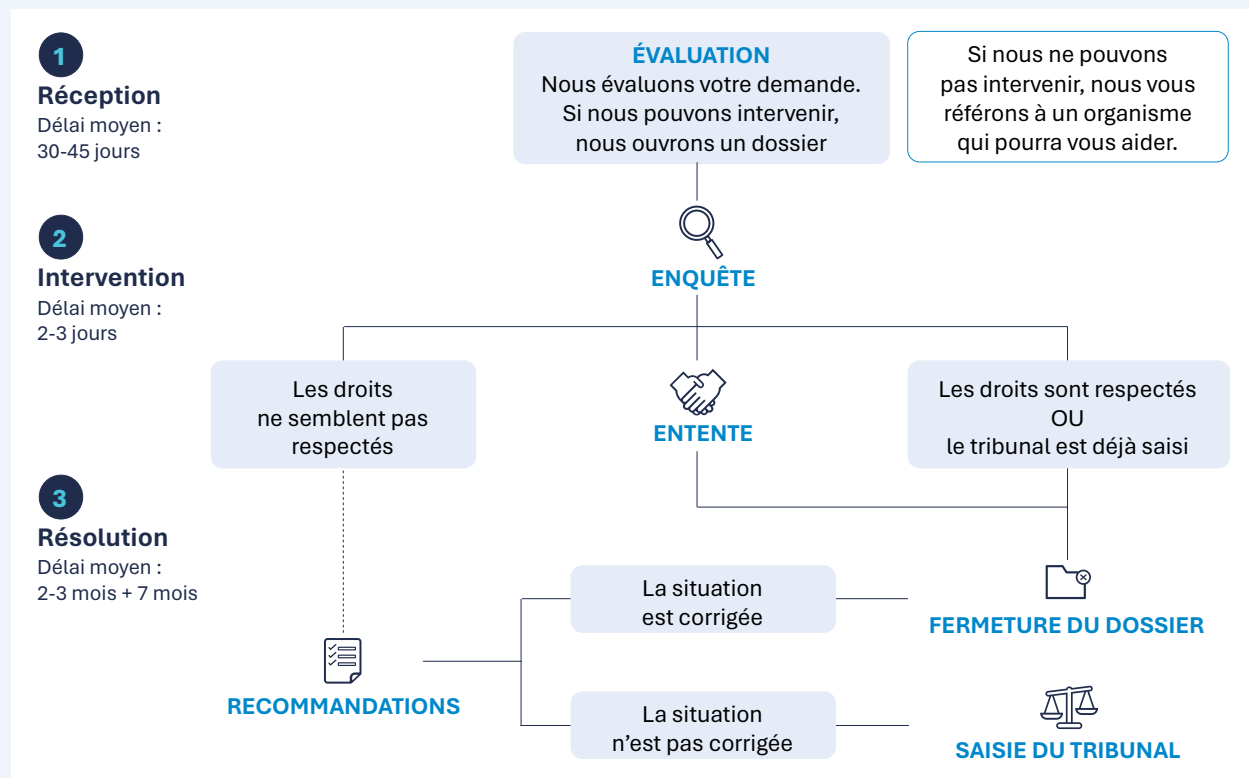 1
Réception
Délai moyen :
30-45 jours
ÉVALUATION
Nous évaluons votre demande.
Si nous pouvons intervenir,
nous ouvrons un dossier
Si nous ne pouvons
pas intervenir, nous vous
référons à un organisme
qui pourra vous aider.
2
Intervention
Délai moyen :
2-3 jours
ENQUÊTE
Les droits
ne semblent pas
respectés
ENTENTE
Les droits sont respectés
OU
le tribunal est déjà saisi
3
Résolution
Délai moyen :
2-3 mois + 7 mois
RECOMMANDATIONS
La situation
est corrigée
FERMETURE DU DOSSIER
La situation
n'est pas corrigée
SAISIE DU TRIBUNAL